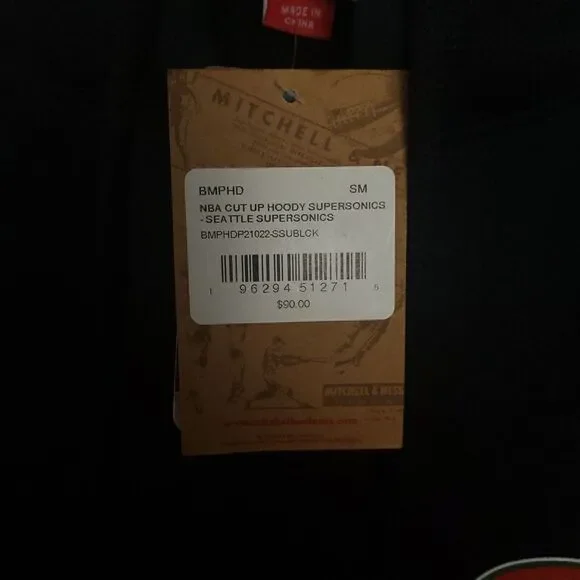 MADE IN
CHINA
MITCHELL
BMPHD SM
NBA CUT UP HOODY SUPERSONICS
- SEATTLE SUPERSONICS
BMPHDP21022-SSUBLCK
1 96294 51271 5
$90.00
MITCHELL & NESS